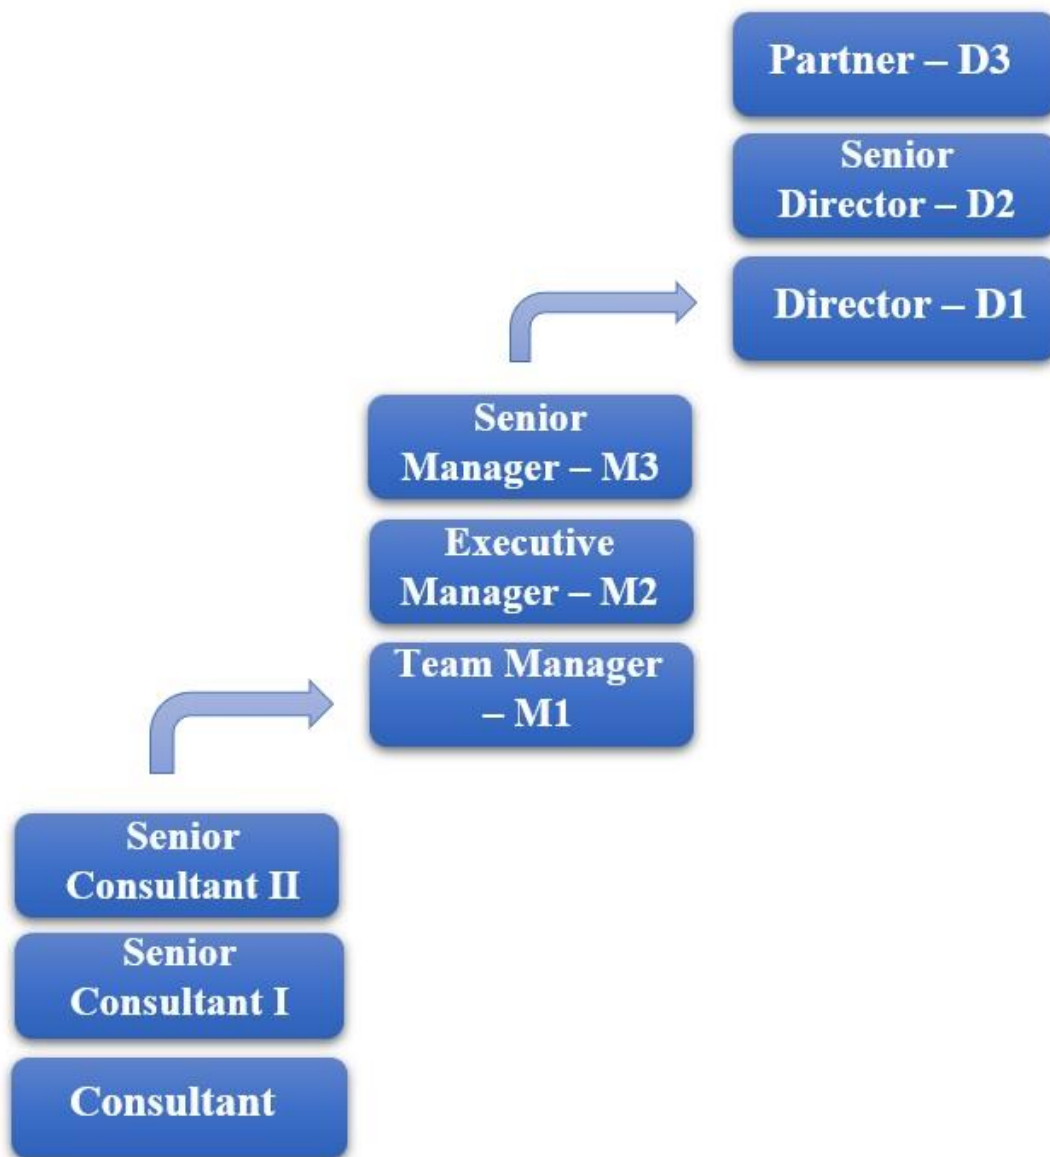 Partner – D3
Senior
Director – D2
Director – D1
Senior
Manager – M3
Executive
Manager – M2
Team Manager
– M1
Senior
Consultant II
Senior
Consultant I
Consultant